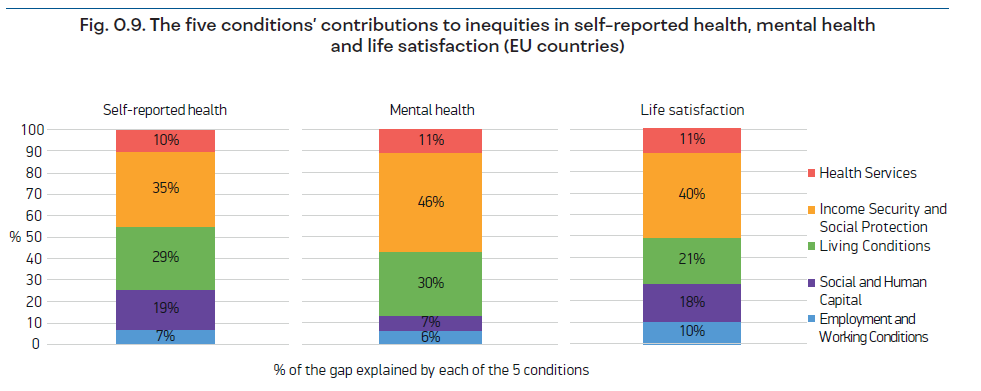 Fig. 0.9. The five conditions’ contributions to inequities in self-reported health, mental health
and life satisfaction (EU countries)
Self-reported health
Mental health
Life satisfaction
100
90
80
70
60
% 50
40
30
20
10
0
10%
35%
29%
19%
7%
11%
46%
30%
7%
6%
11%
40%
21%
18%
10%
Health Services
Income Security and
Social Protection
Living Conditions
Social and Human
Capital
Employment and
Working Conditions
% of the gap explained by each of the 5 conditions